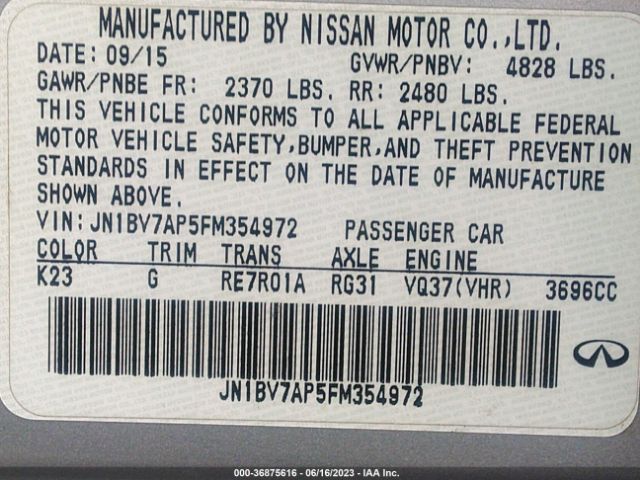 MANUFACTURED BY NISSAN MOTOR CO.,LTD.
DATE: 09/15 GVWR/PNBV: 4828 LBS.
GAWR/PNBE FR: 2370 LBS. RR: 2480 LBS.
THIS VEHICLE CONFORMS TO ALL APPLICABLE FEDERAL
MOTOR VEHICLE SAFETY,BUMPER,AND THEFT PREVENTION
STANDARDS IN EFFECT ON THE DATE OF MANUFACTURE
SHOWN ABOVE.
VIN:JN1BV7AP5FM354972 PASSENGER CAR
COLOR TRIM TRANS AXLE ENGINE
K23 G RE7R01A RG31 VQ37(VHR) 3696CC
JN1BV7AP5FM354972
000-36875616 - 06/16/2023 - IAA Inc.